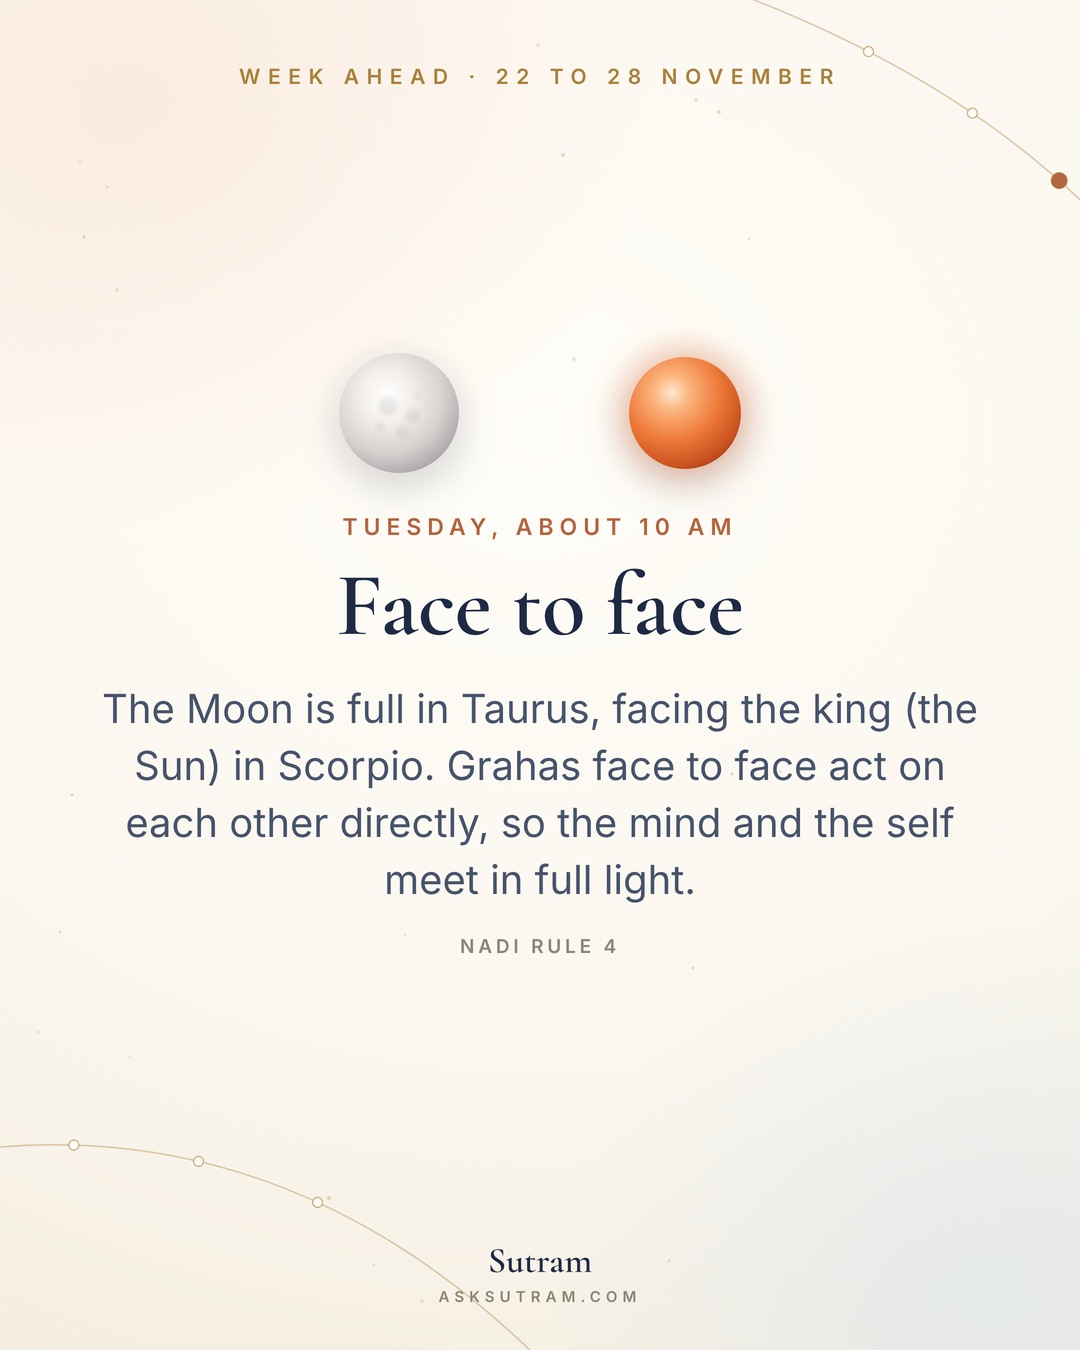 WEEK AHEAD · 22 TO 28 NOVEMBER
TUESDAY, ABOUT 10 AM
Face to face
The Moon is full in Taurus, facing the king (the
Sun) in Scorpio. Grahas face to face act on
each other directly, so the mind and the self
meet in full light.
NADI RULE 4
Sutram
ASKSUTRAM.COM